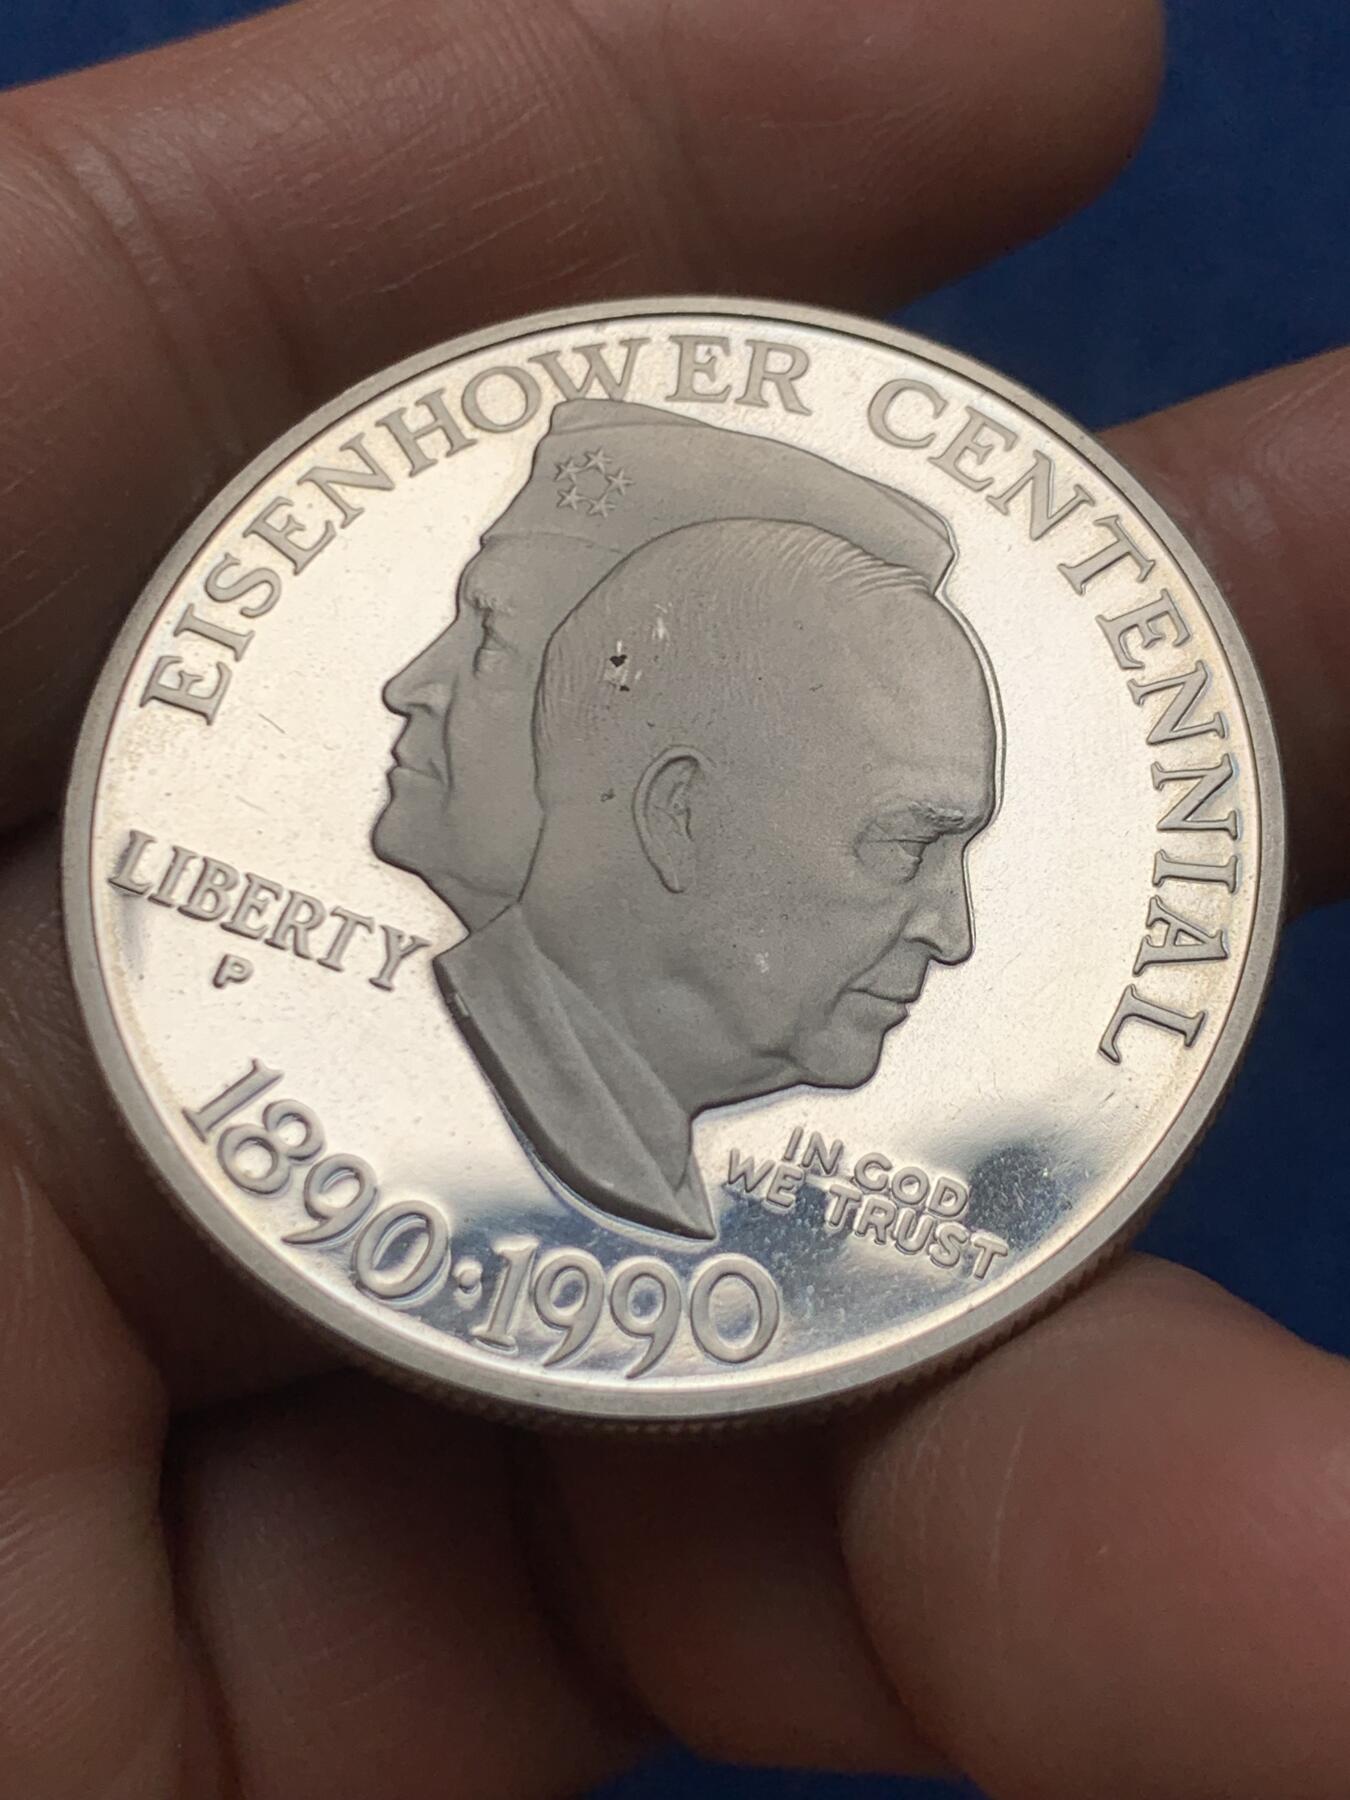 EISENHOWER CENTENNIAL
LIBERTY
P
IN GOD
WE TRUST
1890·1990